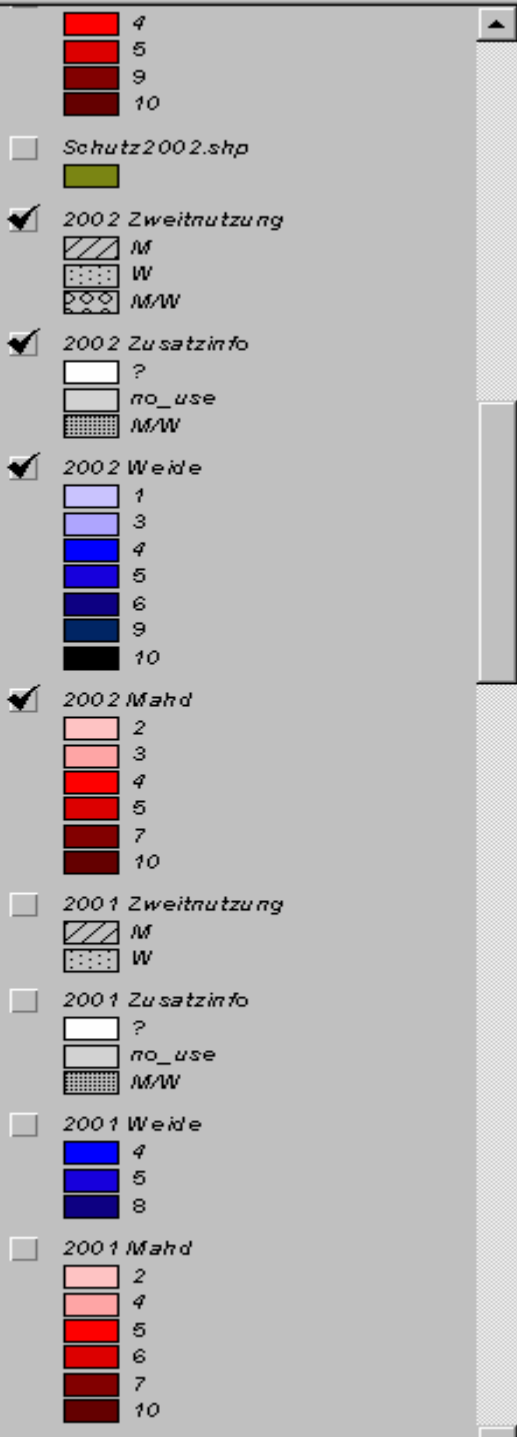 4
5
9
10
Schutz2002.shp
2002 Zweitnutzung
M
W
M/W
2002 Zusatzinfo
?
no_use
M/W
2002 Weide
1
3
4
5
6
9
10
2002 Mahd
2
3
4
5
7
10
2001 Zweitnutzung
M
W
2001 Zusatzinfo
?
no_use
M/W
2001 Weide
4
5
8
2001 Mahd
2
4
5
6
7
10